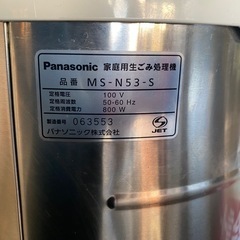 Panasonic 家庭用生ごみ処理機
品番 MS-N53-S
定格電圧 100 V
定格周波数 50-60 Hz
定格消費電力 800 W
製造番号 063553
パナソニック株式会社
JET